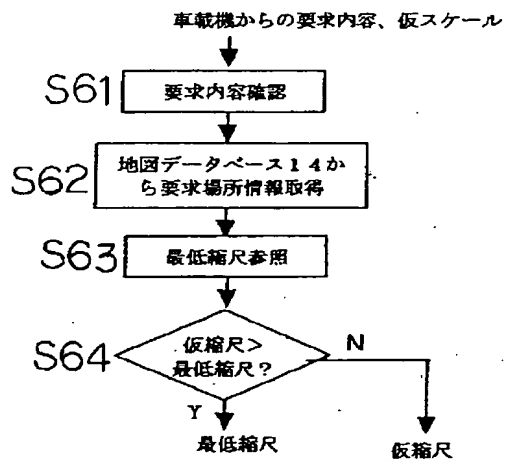 車載機からの要求内容、仮スケール
S61
要求内容確認
S62
地図データベース14か
ら要求場所情報取得
S63
最低縮尺参照
S64
仮縮尺>
最低縮尺?
N
Y
最低縮尺
仮縮尺